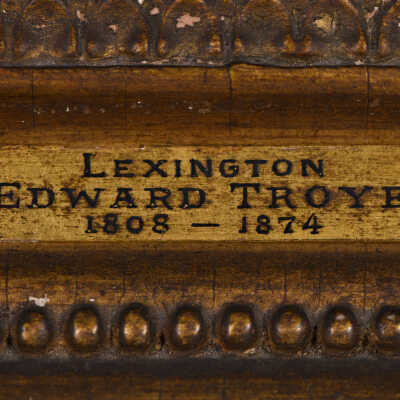 LEXINGTON
EDWARD TROYE
1808 — 1874